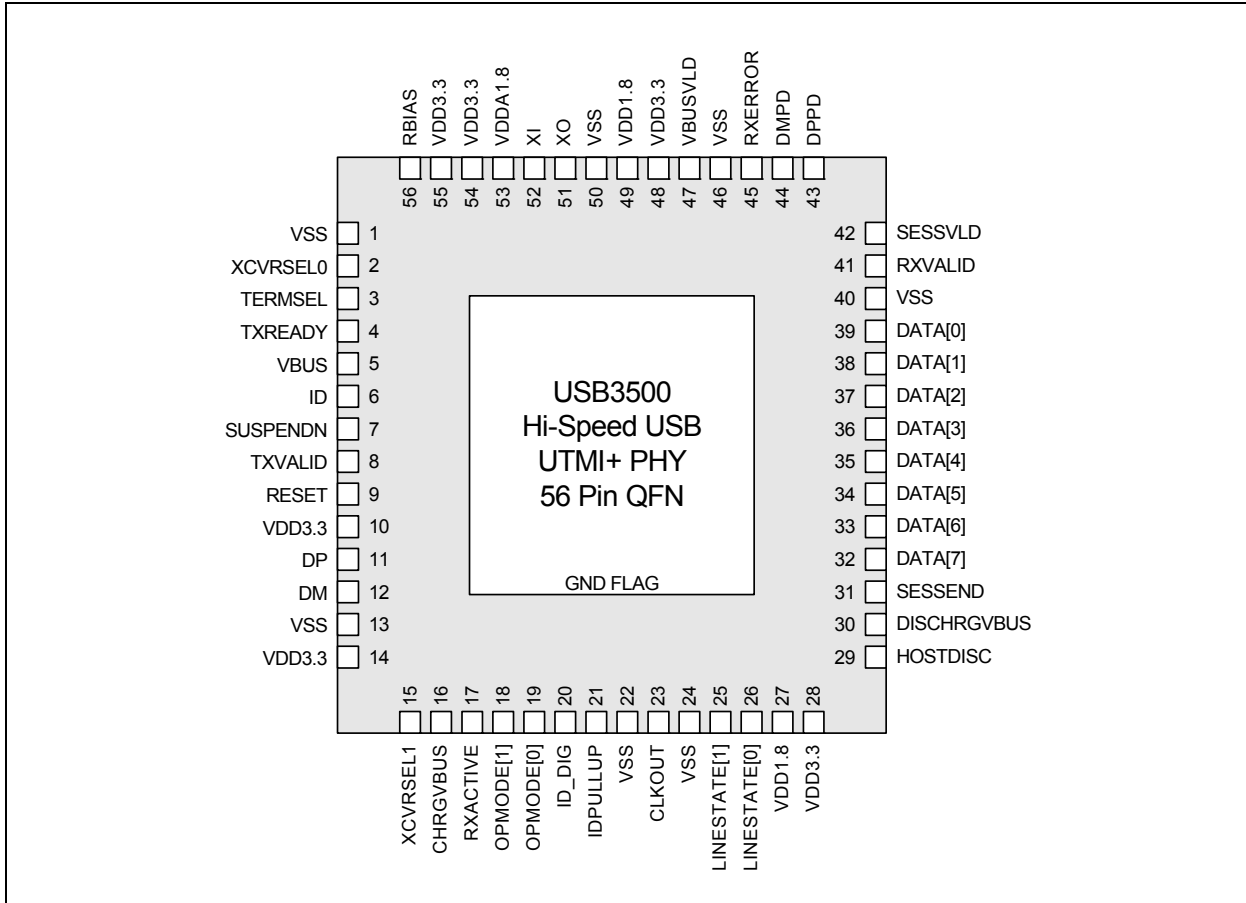 RBIAS
VDD3.3
VDD3.3
VDDA1.8
XI
XO
VSS
VDD1.8
VDD3.3
VBUSVLD
VSS
RXERROR
DMPD
DPPD
56
55
54
53
52
51
50
49
48
47
46
45
44
43
VSS 1
XCVRSEL0 2
TERMSEL 3
TXREADY 4
VBUS 5
ID 6
SUSPENDN 7
TXVALID 8
RESET 9
VDD3.3 10
DP 11
DM 12
VSS 13
VDD3.3 14
USB3500
Hi-Speed USB
UTMI+ PHY
56 Pin QFN
GND FLAG
42 SESSVLD
41 RXVALID
40 VSS
39 DATA[0]
38 DATA[1]
37 DATA[2]
36 DATA[3]
35 DATA[4]
34 DATA[5]
33 DATA[6]
32 DATA[7]
31 SESSEND
30 DISCHRGVBUS
29 HOSTDISC
15
16
17
18
19
20
21
22
23
24
25
26
27
28
XCVRSEL1
CHRGVBUS
RXACTIVE
OPMODE[1]
OPMODE[0]
ID_DIG
IDPULLUP
VSS
CLKOUT
VSS
LINESTATE[1]
LINESTATE[0]
VDD1.8
VDD3.3